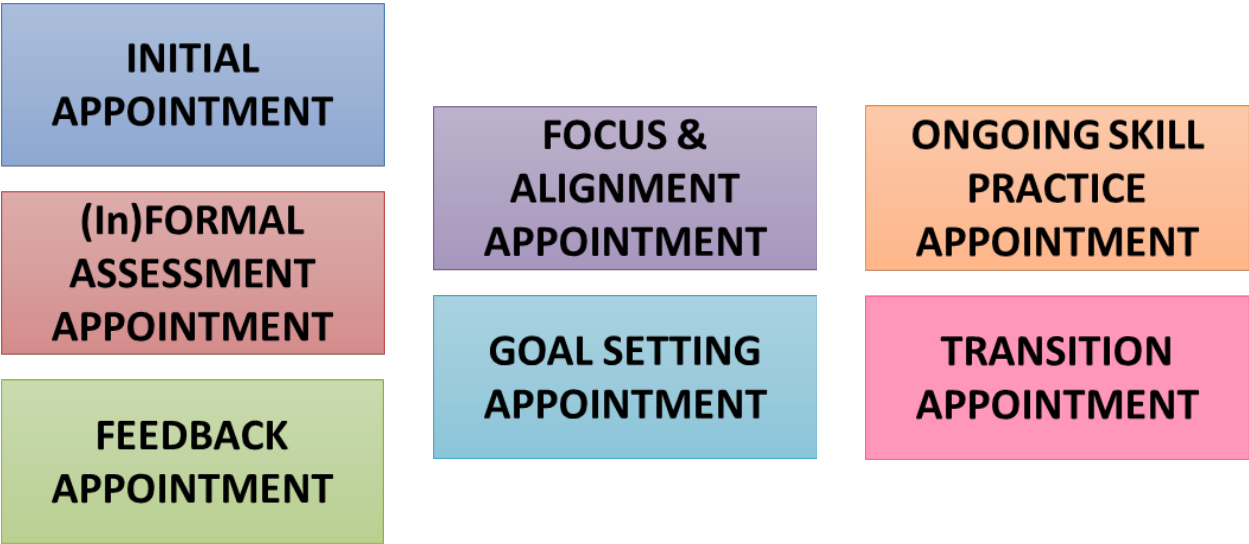 INITIAL
APPOINTMENT
(In)FORMAL
ASSESSMENT
APPOINTMENT
FEEDBACK
APPOINTMENT
FOCUS &
ALIGNMENT
APPOINTMENT
GOAL SETTING
APPOINTMENT
ONGOING SKILL
PRACTICE
APPOINTMENT
TRANSITION
APPOINTMENT